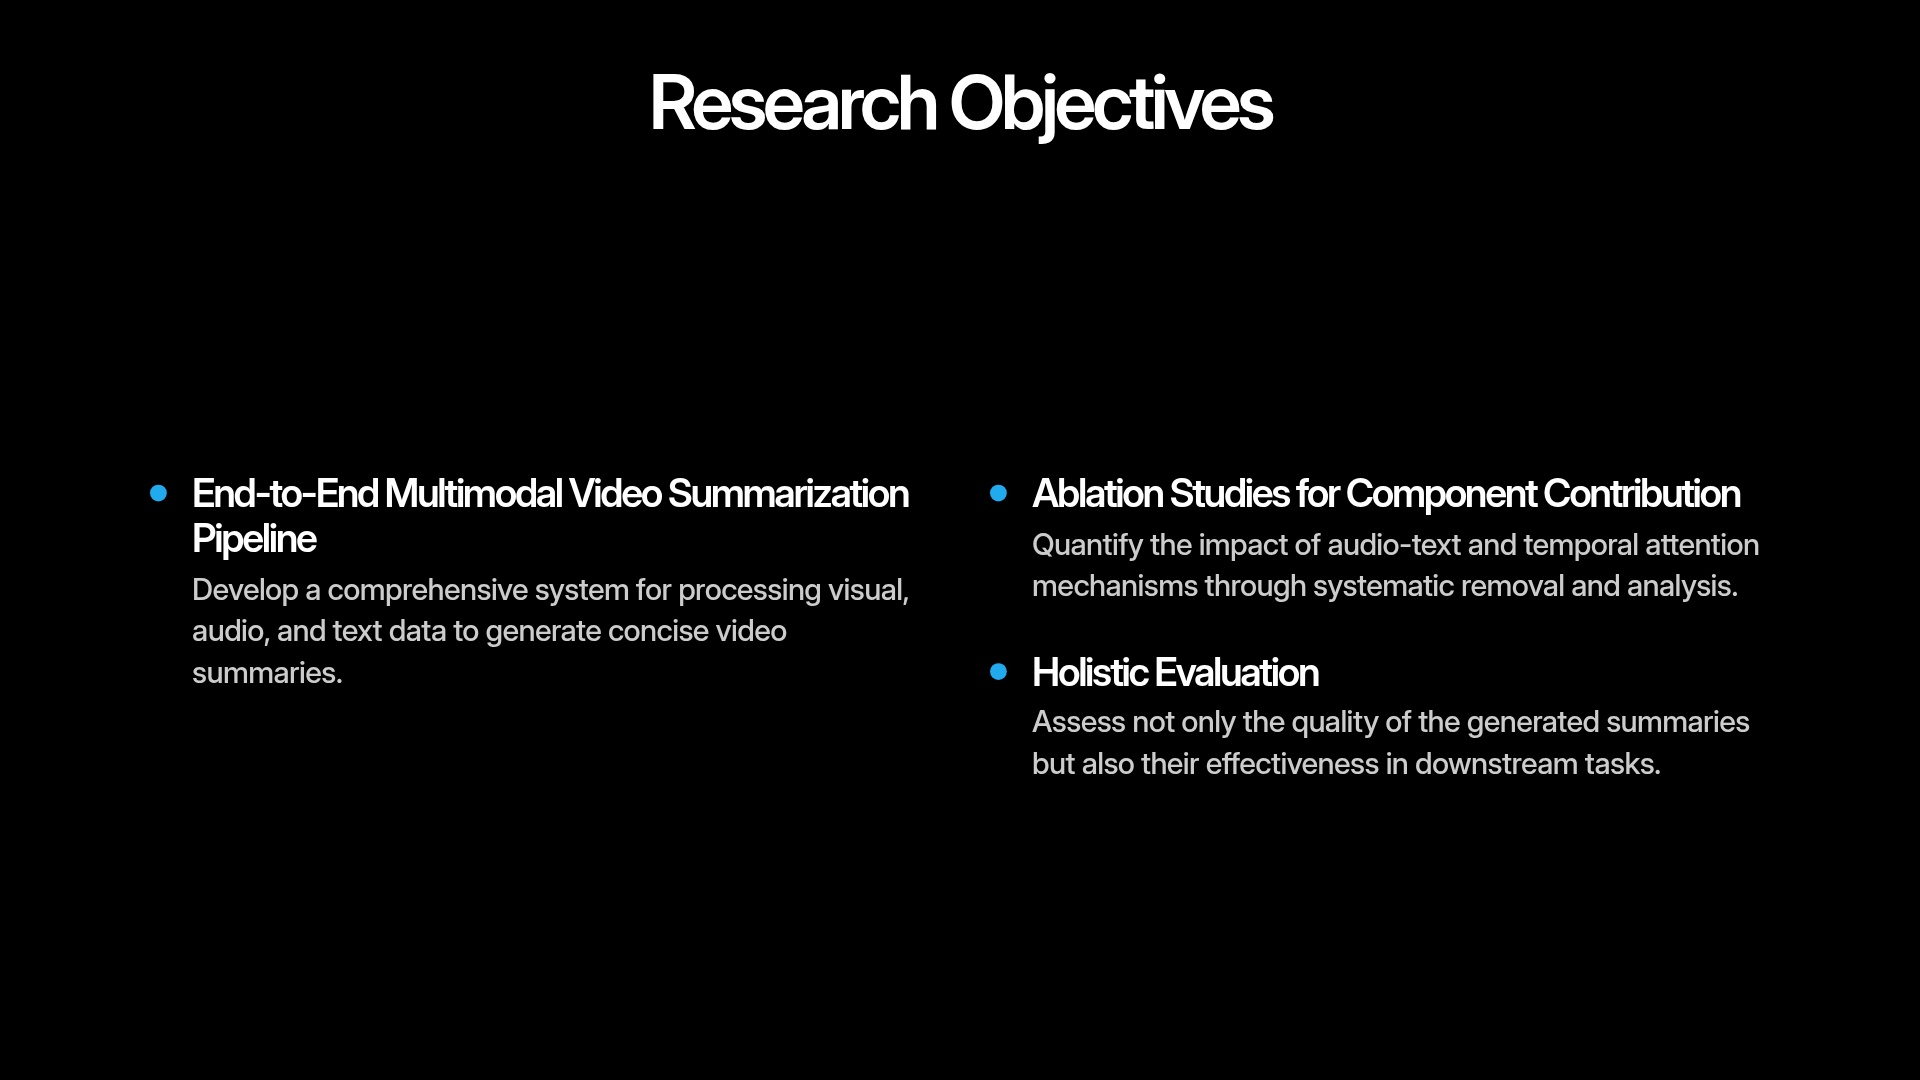 Research Objectives
End-to-End Multimodal Video Summarization
Pipeline
Develop a comprehensive system for processing visual,
audio, and text data to generate concise video
summaries.
Ablation Studies for Component Contribution
Quantify the impact of audio-text and temporal attention
mechanisms through systematic removal and analysis.
Holistic Evaluation
Assess not only the quality of the generated summaries
but also their effectiveness in downstream tasks.